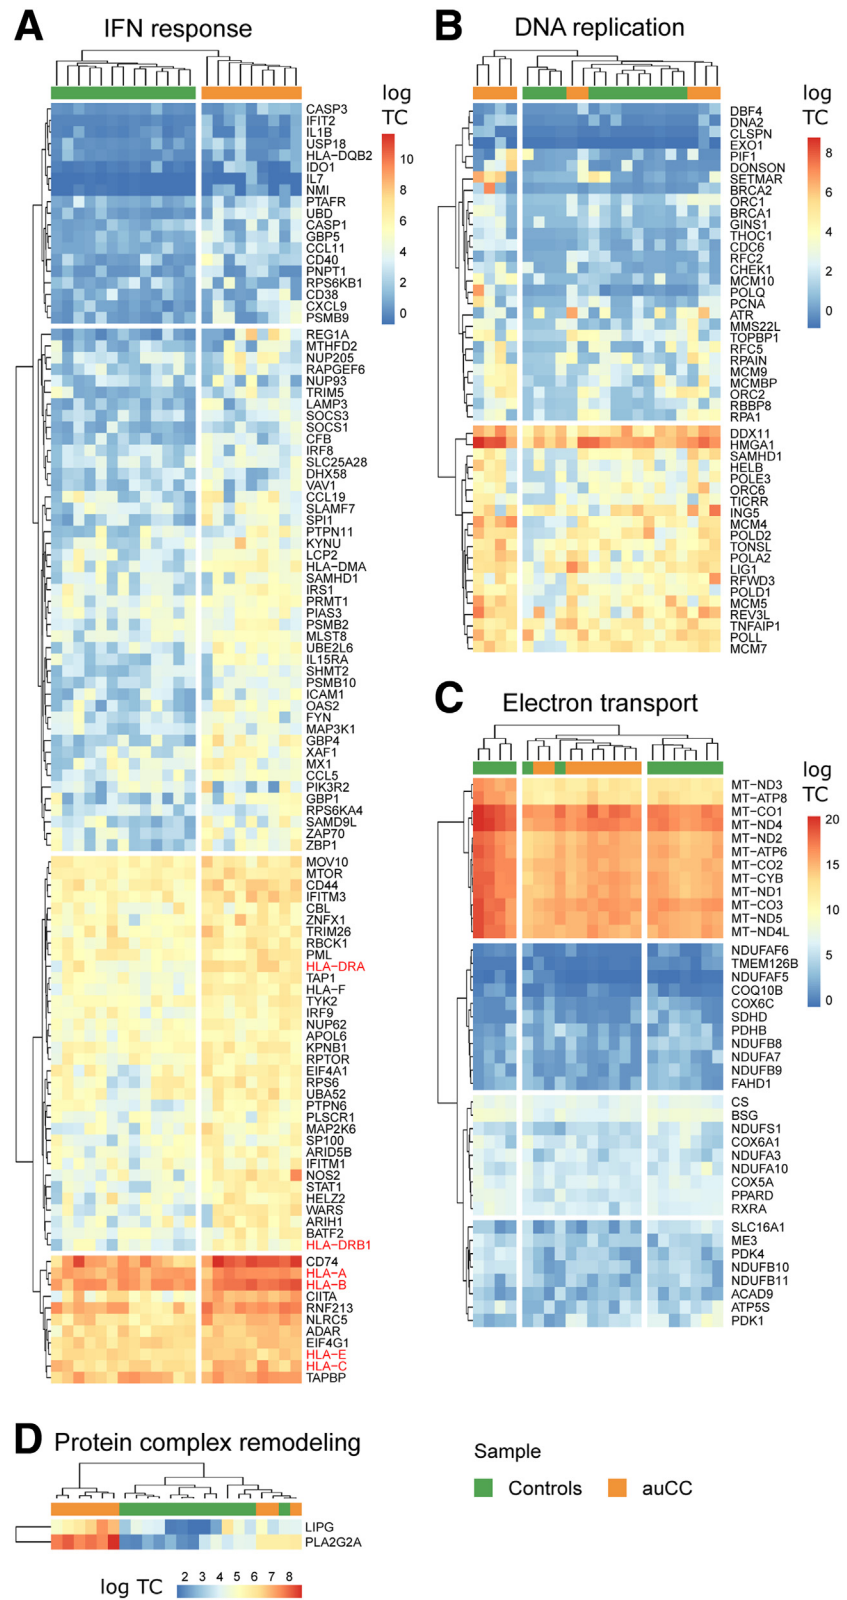 A
IFN response
log
TC
10
8
6
4
2
0
CASP3
IFIT2
IL1B
USP18
HLA-DQB2
IDO1
IL7
NMI
PTAFR
UBD
CASP1
GBP5
CCL11
CD40
PNPT1
RPS6KB1
CD38
CXCL9
PSMB9
REG1A
MTHFD2
NUP205
RAPGEF6
NUP93
TRIM5
LAMP3
SOCS3
SOCS1
CFB
IRF8
SLC25A28
DHX58
VAV1
CCL19
SLAMF7
SPI1
PTPN11
KYNU
LCP2
HLA-DMA
SAMHD1
IRS1
PRMT1
PIAS3
PSMB2
MLST8
UBE2L6
IL15RA
SHMT2
PSMB10
ICAM1
OAS2
FYN
MAP3K1
GBP4
XAF1
MX1
CCL5
PIK3R2
GBP1
RPS6KA4
SAMD9L
ZAP70
ZBP1
MOV10
MTOR
CD44
IFITM3
CBL
ZNFX1
TRIM26
RBCK1
PML
HLA-DRA
TAP1
HLA-F
TYK2
IRF9
NUP62
APOL6
KPNB1
RPTOR
EIF4A1
RPS6
UBA52
PTPN6
PLSCR1
MAP2K6
SP100
ARID5B
IFITM1
NOS2
STAT1
HELZ2
WARS
ARIH1
BATF2
HLA-DRB1
CD74
HLA-A
HLA-B
CIITA
RNF213
NLRC5
ADAR
EIF4G1
HLA-E
HLA-C
TAPBP
B
DNA replication
log
TC
8
6
4
2
0
DBF4
DNA2
CLSPN
EXO1
PIF1
DONSON
SETMAR
BRCA2
ORC1
BRCA1
GINS1
THOC1
CDC6
RFC2
CHEK1
MCM10
POLQ
PCNA
ATR
MMS22L
TOPBP1
RFC5
RPAIN
MCM9
MCMBP
ORC2
RBBP8
RPA1
DDX11
HMGA1
SAMHD1
HELB
POLE3
ORC6
TICRR
ING5
MCM4
POLD2
TONSL
POLA2
LIG1
RFWD3
POLD1
MCM5
REV3L
TNFAIP1
POLL
MCM7
C
Electron transport
log
TC
20
15
10
5
0
MT-ND3
MT-ATP8
MT-CO1
MT-ND4
MT-ND2
MT-ATP6
MT-CO2
MT-CYB
MT-ND1
MT-CO3
MT-ND5
MT-ND4L
NDUFAF6
TMEM126B
NDUFAF5
COQ10B
COX6C
SDHD
PDHB
NDUFB8
NDUFA7
NDUFB9
FAHD1
CS
BSG
NDUFS1
COX6A1
NDUFA3
NDUFA10
COX5A
PPARD
RXRA
SLC16A1
ME3
PDK4
NDUFB10
NDUFB11
ACAD9
ATP5S
PDK1
D
Protein complex remodeling
LIPG
PLA2G2A
log TC
2 3 4 5 6 7 8
Sample
Controls
auCC